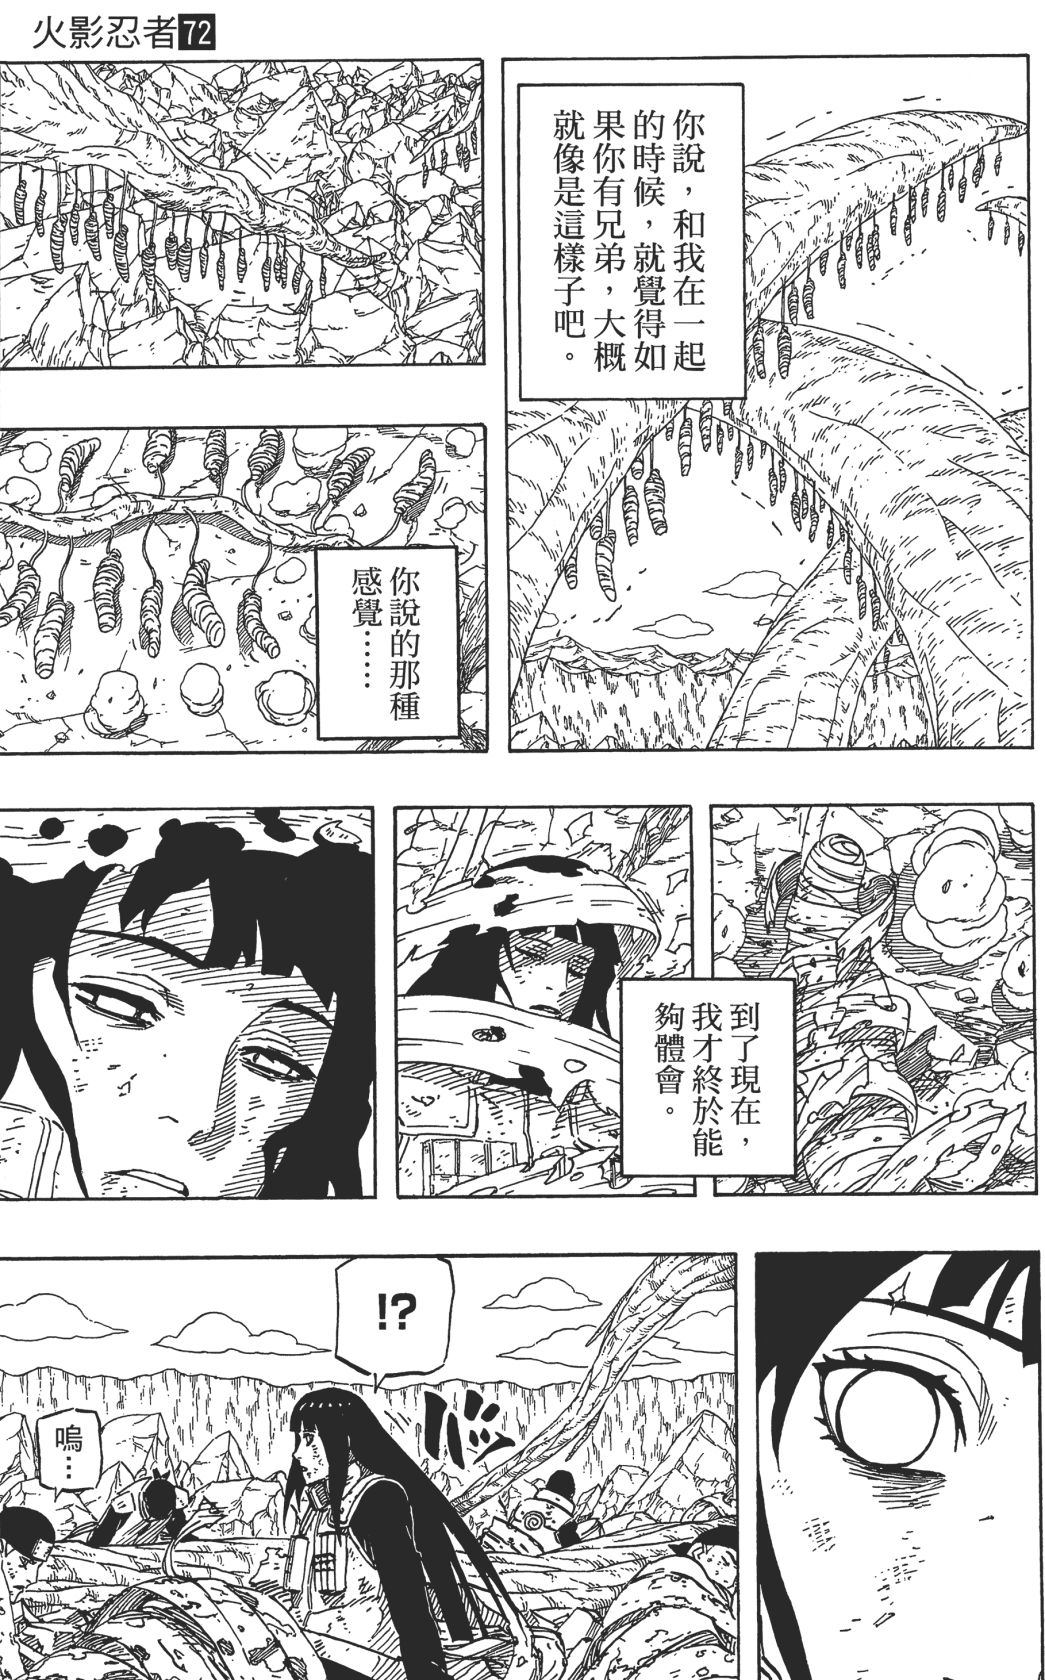 火影忍者72
你說，和我在一起
的時候，就覺得如
果你有兄弟，大概
就像是這樣子吧。
你說的那種
感覺……
到了現在，
我才終於能
夠體會。
!?
バッ
嗚…